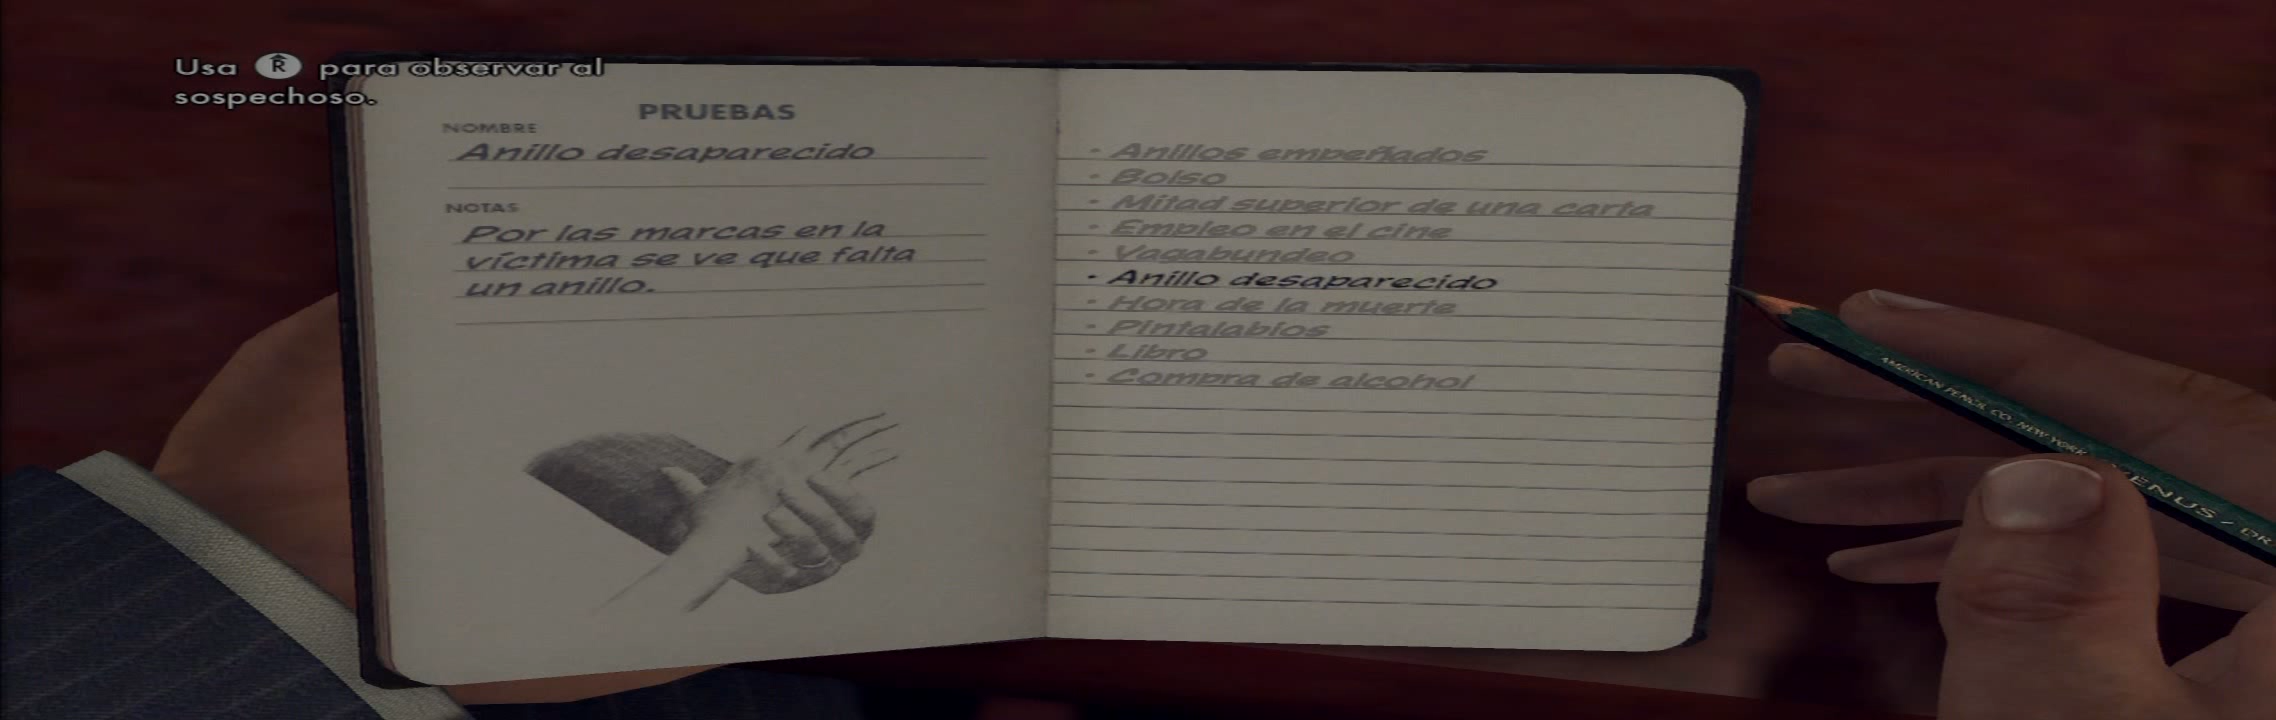 Usa R para observar al
sospechoso.
PRUEBAS
NOMBRE
Anillo desaparecido
NOTAS
Por las marcas en la
víctima se ve que falta
un anillo.
- Anillos empeñados
- Bolso
- Mitad superior de una carta
- Empleo en el cine
- Vagabundeo
- Anillo desaparecido
- Hora de la muerte
- Pintalabios
- Libro
- Compra de alcohol
AMERICAN PENCIL CO. NEW YORK VENUS / DR